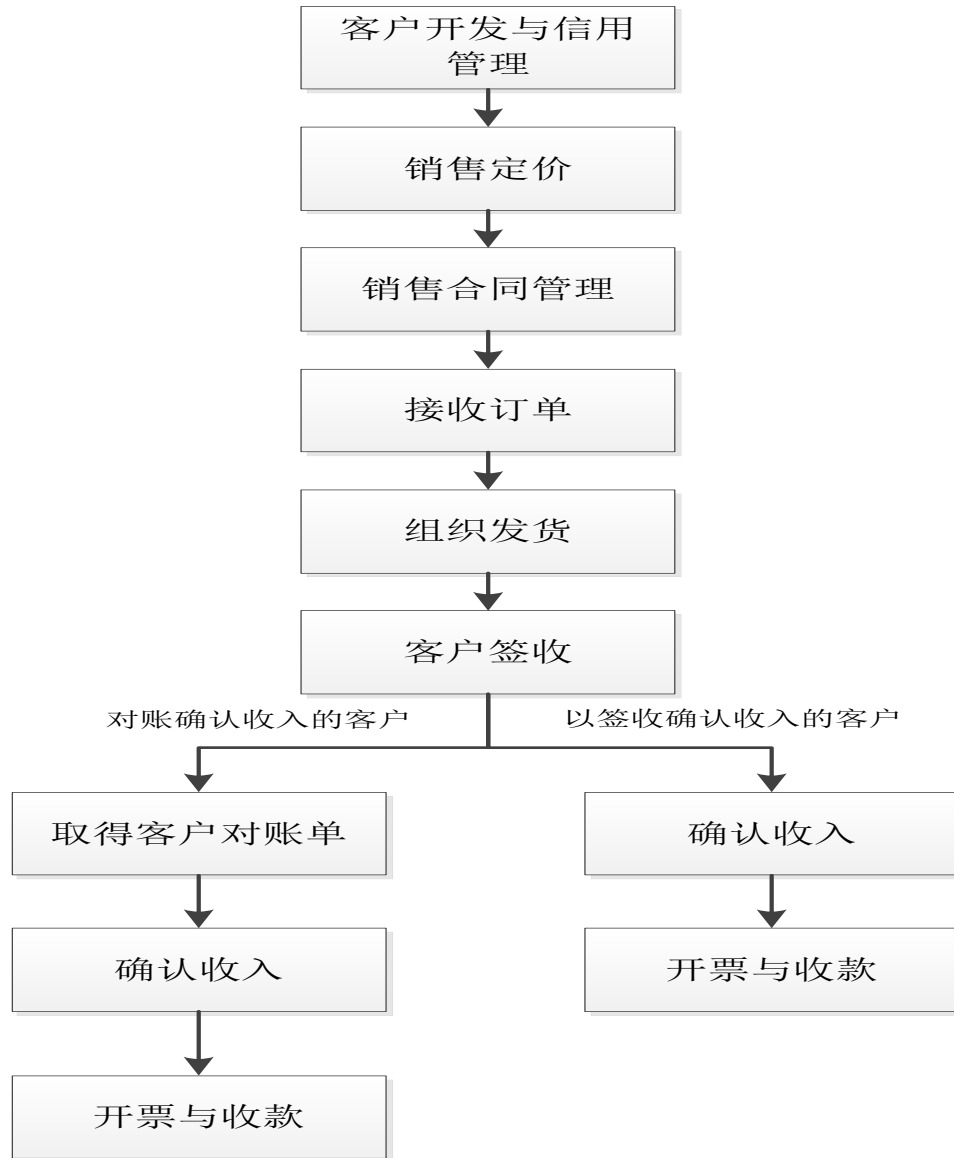 客户开发与信用
管理
销售定价
销售合同管理
接收订单
组织发货
客户签收
对账确认收入的客户
以签收确认收入的客户
取得客户对账单
确认收入
确认收入
开票与收款
开票与收款